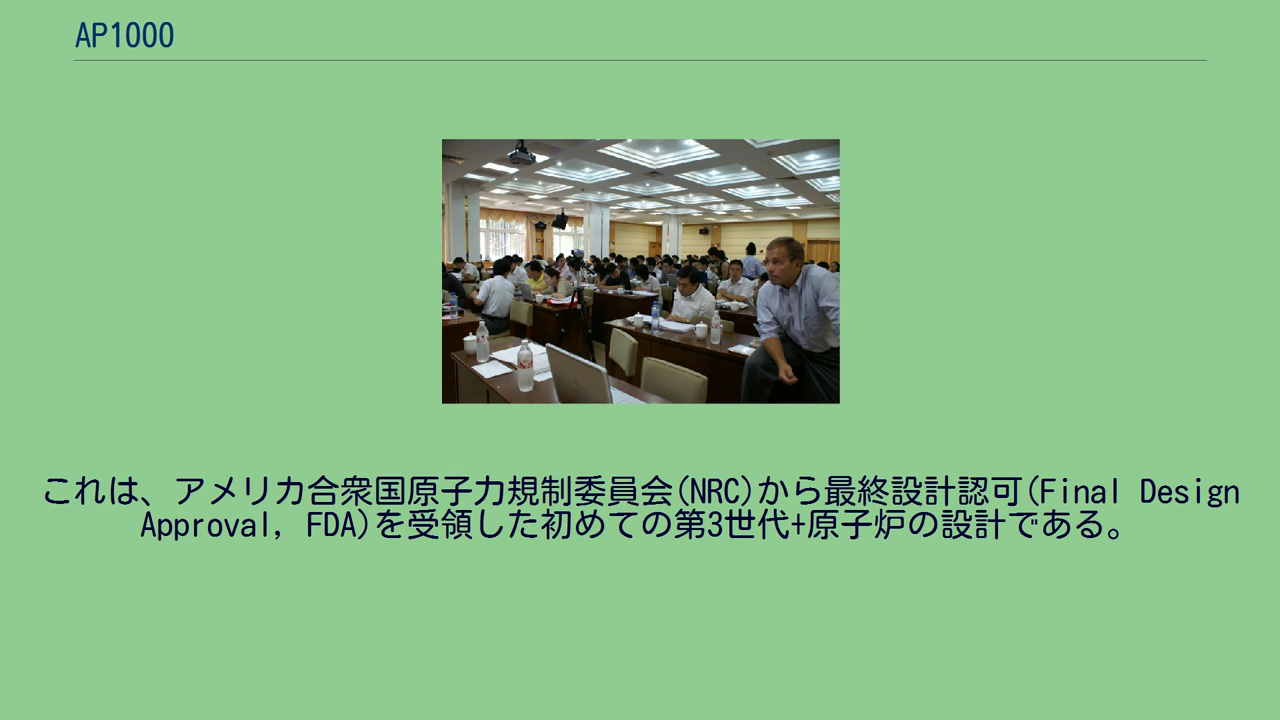 AP1000
これは、アメリカ合衆国原子力規制委員会(NRC)から最終設計認可(Final Design
Approval, FDA)を受領した初めての第3世代+原子炉の設計である。